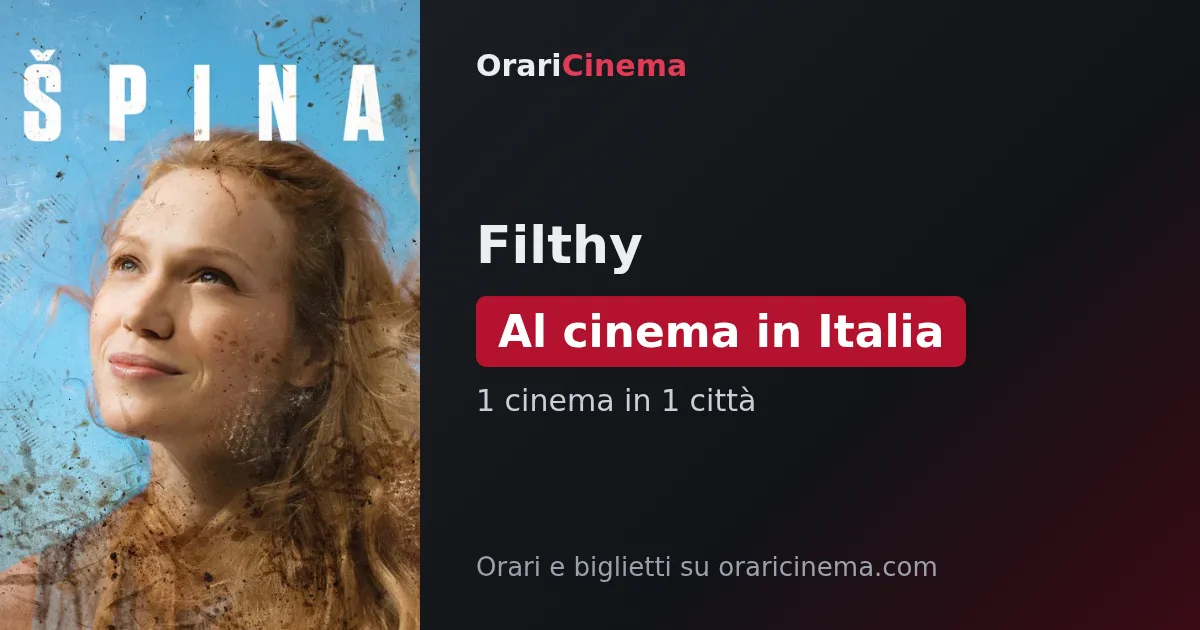 ŠPINA
OrariCinema
Filthy
Al cinema in Italia
1 cinema in 1 città
Orari e biglietti su oraricinema.com